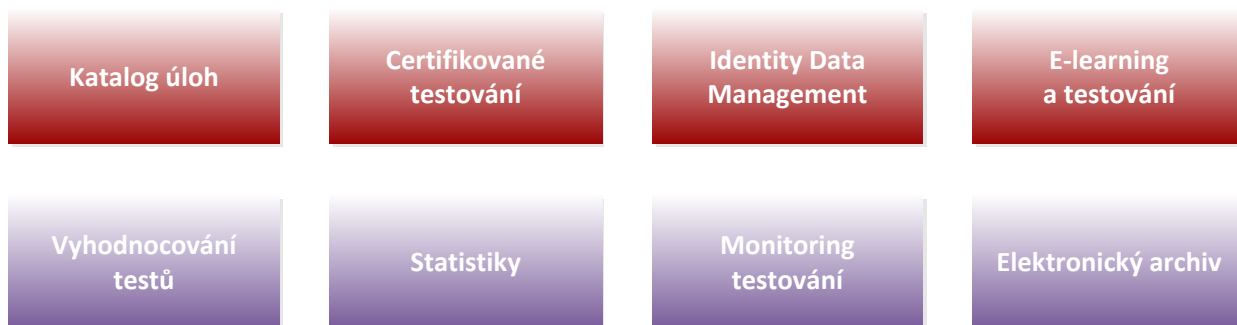 Katalog úloh
Certifikované
testování
Identity Data
Management
E-learning
a testování
Vyhodnocování
testů
Statistiky
Monitoring
testování
Elektronický archiv